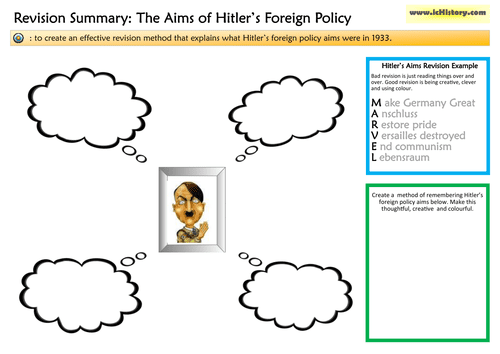 Revision Summary: The Aims of Hitler's Foreign Policy
www.icHistory.com
: to create an effective revision method that explains what Hitler's foreign policy aims were in 1933.
Hitler's Aims Revision Example
Bad revision is just reading things over and
over. Good revision is being creative, clever
and using colour.
M ake Germany Great
A nschluss
R estore pride
V ersailles destroyed
E nd communism
L ebensraum
Create a method of remembering Hitler's
foreign policy aims below. Make this
thoughtful, creative and colourful.